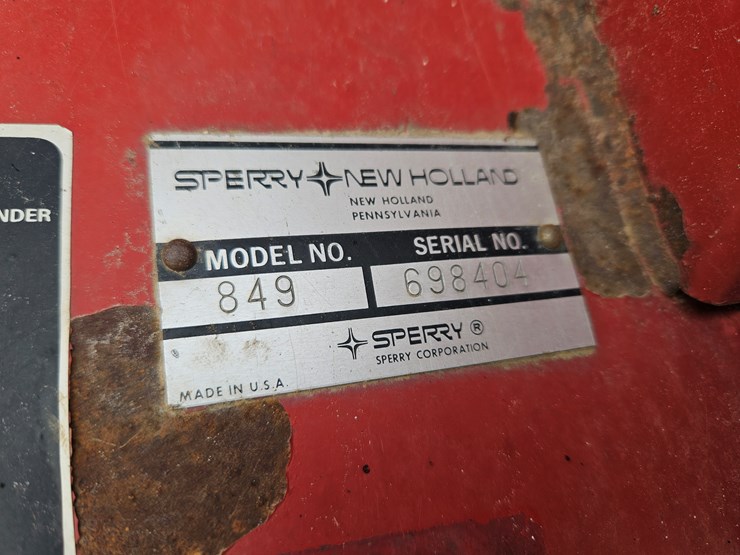 NDER
SPERRY NEW HOLLAND
NEW HOLLAND
PENNSYLVANIA
MODEL NO. SERIAL NO.
849 698404
SPERRY ®
SPERRY CORPORATION
MADE IN U.S.A.